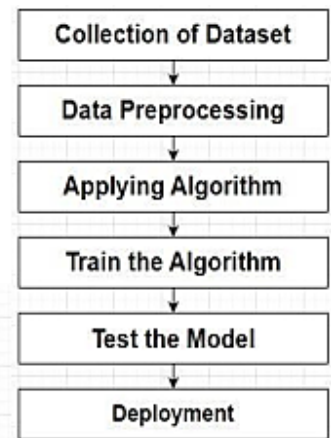 Collection of Dataset
Data Preprocessing
Applying Algorithm
Train the Algorithm
Test the Model
Deployment